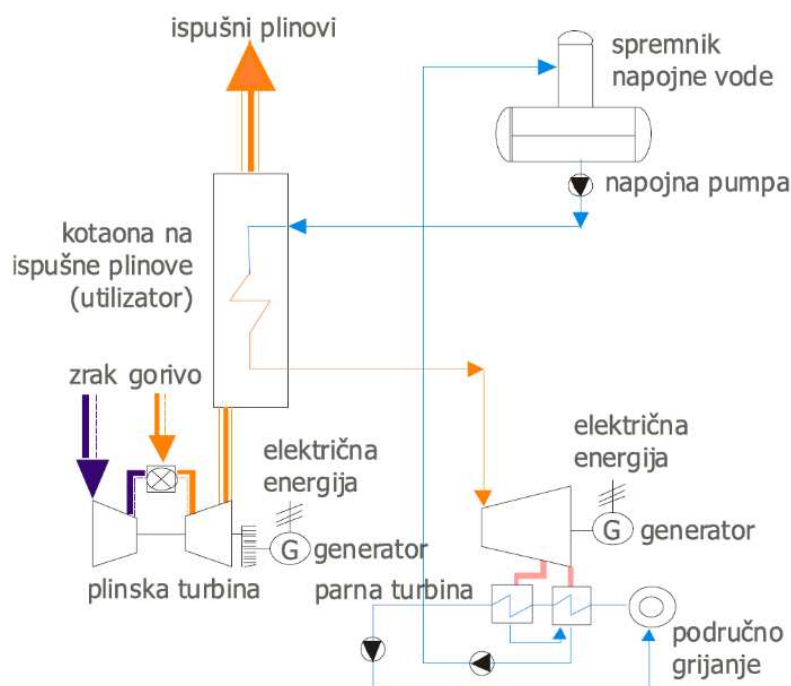 ispušni plinovi
spremnik
napojne vode
napojna pumpa
kotaona na
ispušne plinove
(utilizator)
zrak gorivo
električna
energija
G generator
plinska turbina
električna
energija
G generator
parna turbina
područno
grijanje